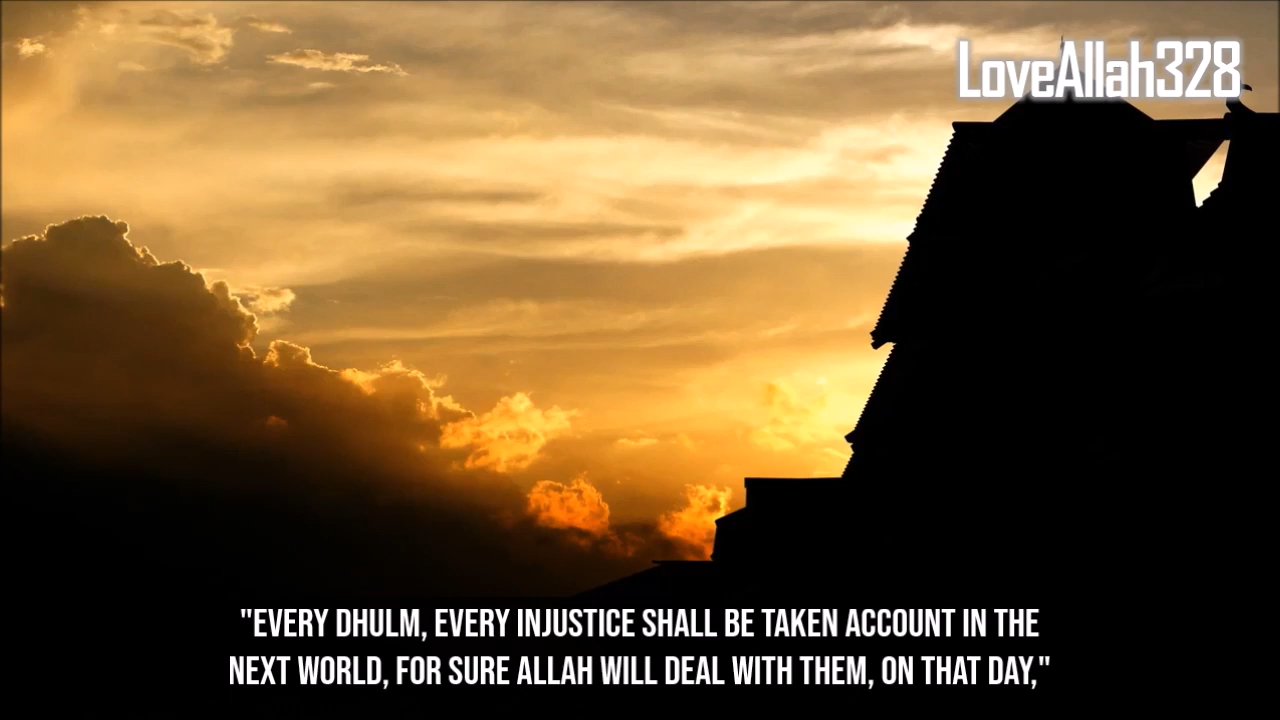 LoveAllah328
"EVERY DHULM, EVERY INJUSTICE SHALL BE TAKEN ACCOUNT IN THE
NEXT WORLD, FOR SURE ALLAH WILL DEAL WITH THEM, ON THAT DAY,"